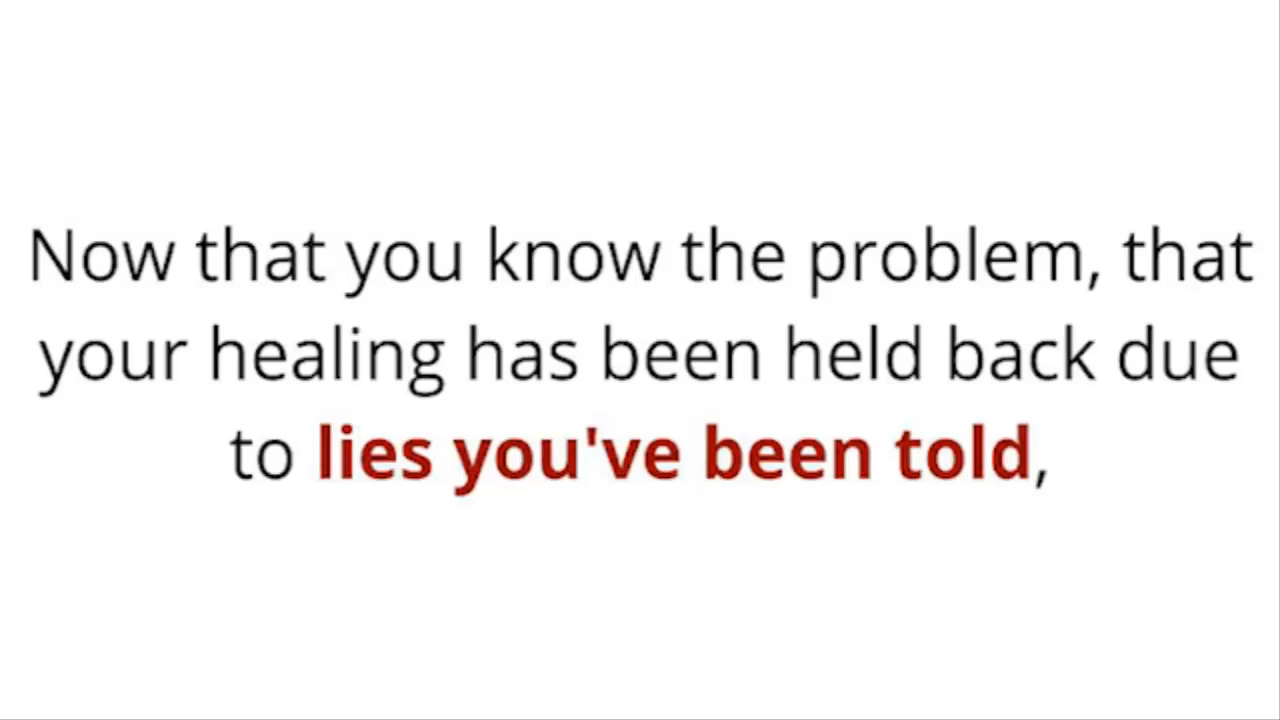 Now that you know the problem, that
your healing has been held back due
to lies you've been told,